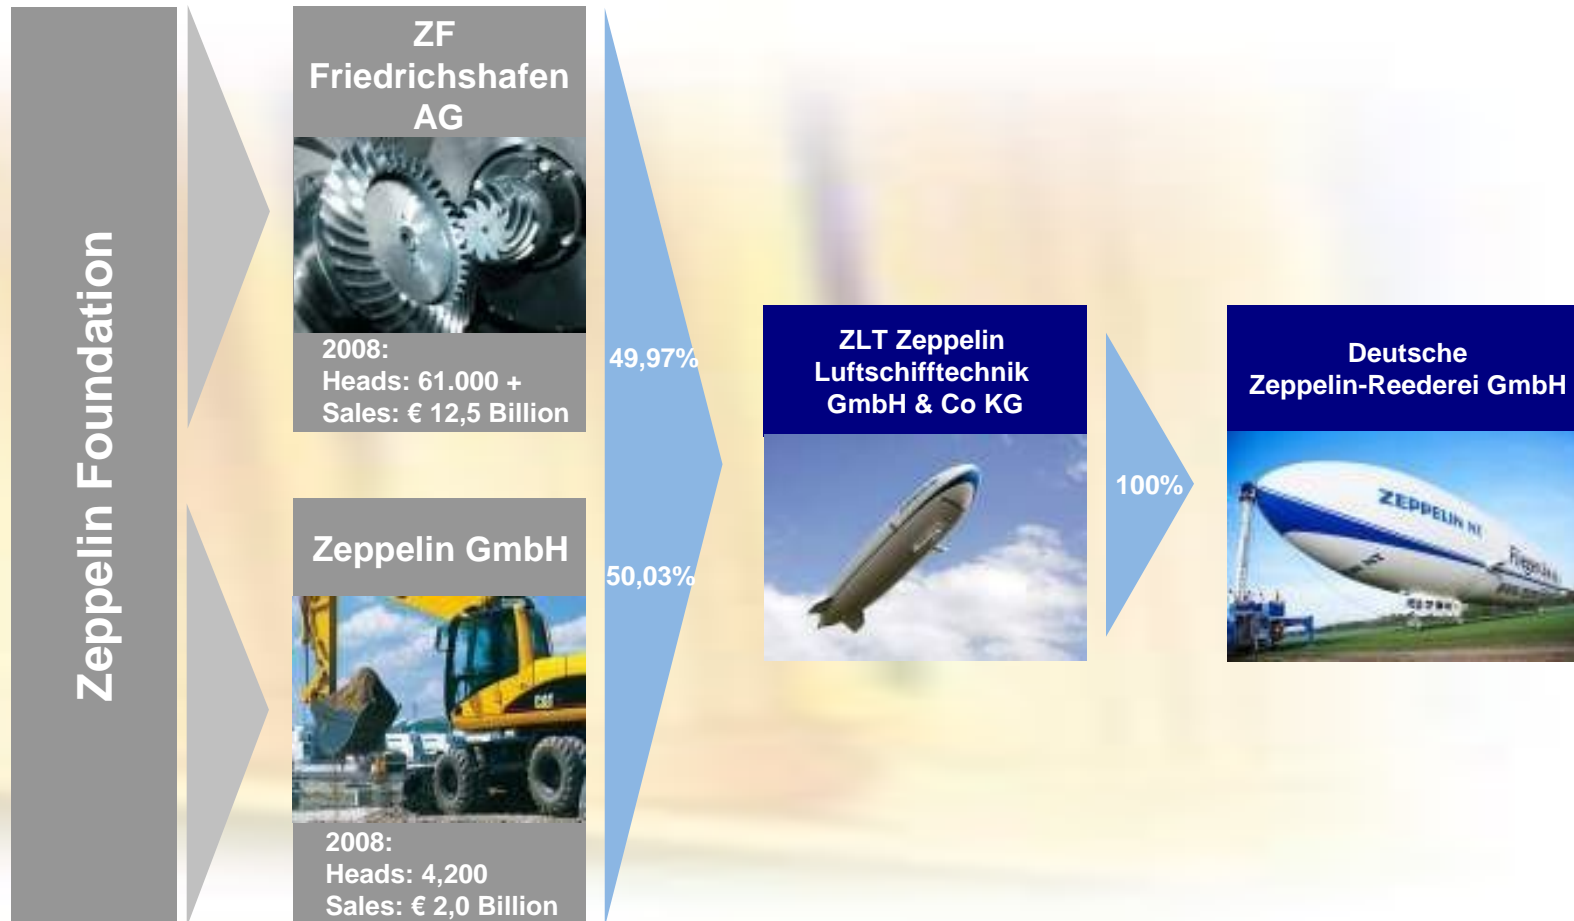 Zeppelin Foundation
ZF
Friedrichshafen
AG
2008:
Heads: 61.000 +
Sales: € 12,5 Billion
Zeppelin GmbH
CAT
2008:
Heads: 4,200
Sales: € 2,0 Billion
49,97%
50,03%
ZLT Zeppelin
Luftschifftechnik
GmbH & Co KG
100%
Deutsche
Zeppelin-Reederei GmbH
ZEPPELIN NT